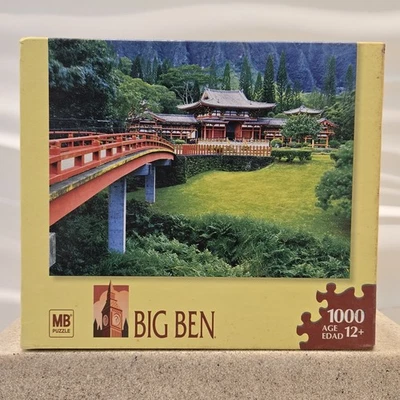 MB
PUZZLE
BIG BEN
1000
AGE
EDAD 12+